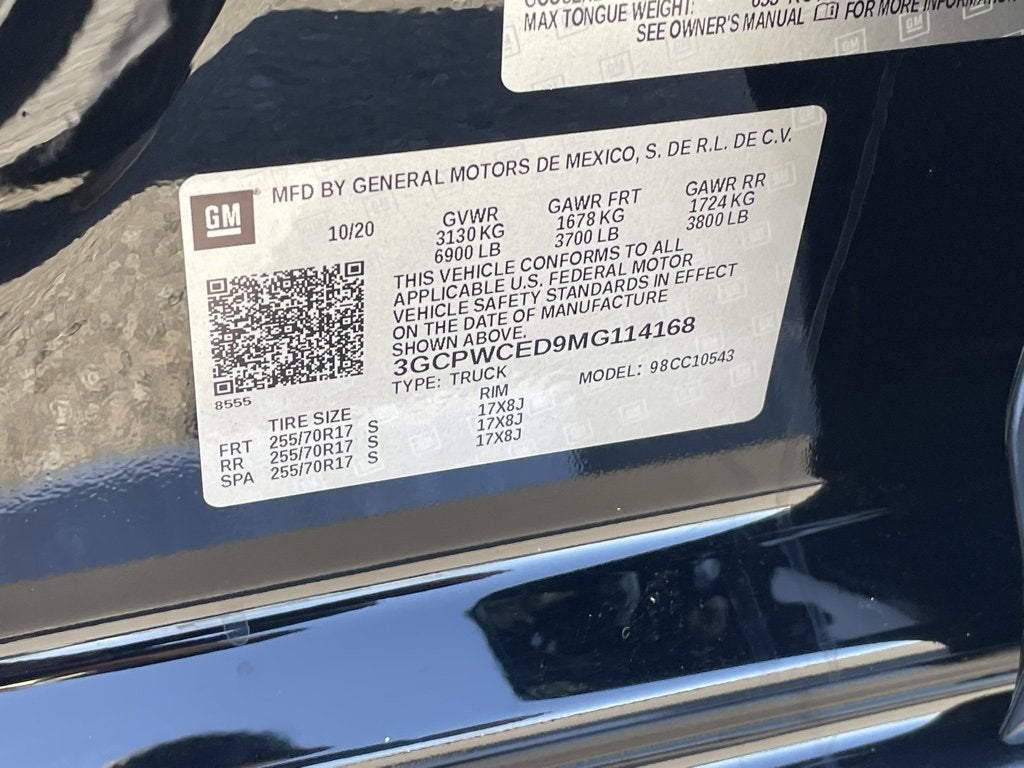 MAX TONGUE WEIGHT:
SEE OWNER'S MANUAL FOR MORE INFORMATION
GM
MFD BY GENERAL MOTORS DE MEXICO, S. DE R.L. DE C.V.
10/20 GVWR GAWR FRT GAWR RR
3130 KG 1678 KG 1724 KG
6900 LB 3700 LB 3800 LB
THIS VEHICLE CONFORMS TO ALL
APPLICABLE U.S. FEDERAL MOTOR
VEHICLE SAFETY STANDARDS IN EFFECT
ON THE DATE OF MANUFACTURE
SHOWN ABOVE.
3GCPWCED9MG114168
TYPE: TRUCK MODEL: 98CC10543
8555
TIRE SIZE RIM
FRT 255/70R17 S 17X8J
RR 255/70R17 S 17X8J
SPA 255/70R17 S 17X8J